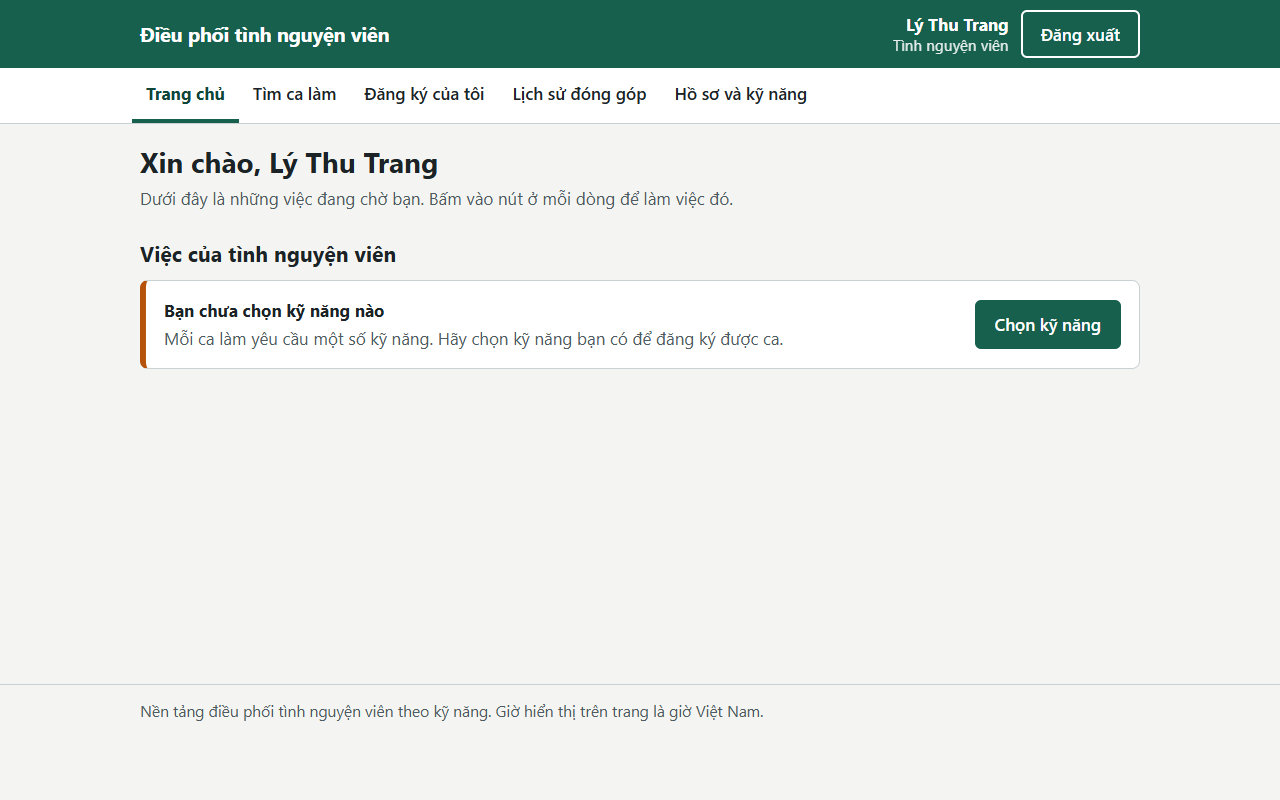 Điều phối tình nguyện viên
Lý Thu Trang
Tình nguyện viên
Đăng xuất
Trang chủ
Tìm ca làm
Đăng ký của tôi
Lịch sử đóng góp
Hồ sơ và kỹ năng
Xin chào, Lý Thu Trang
Dưới đây là những việc đang chờ bạn. Bấm vào nút ở mỗi dòng để làm việc đó.
Việc của tình nguyện viên
Bạn chưa chọn kỹ năng nào
Mỗi ca làm yêu cầu một số kỹ năng. Hãy chọn kỹ năng bạn có để đăng ký được ca.
Chọn kỹ năng
Nền tảng điều phối tình nguyện viên theo kỹ năng. Giờ hiển thị trên trang là giờ Việt Nam.